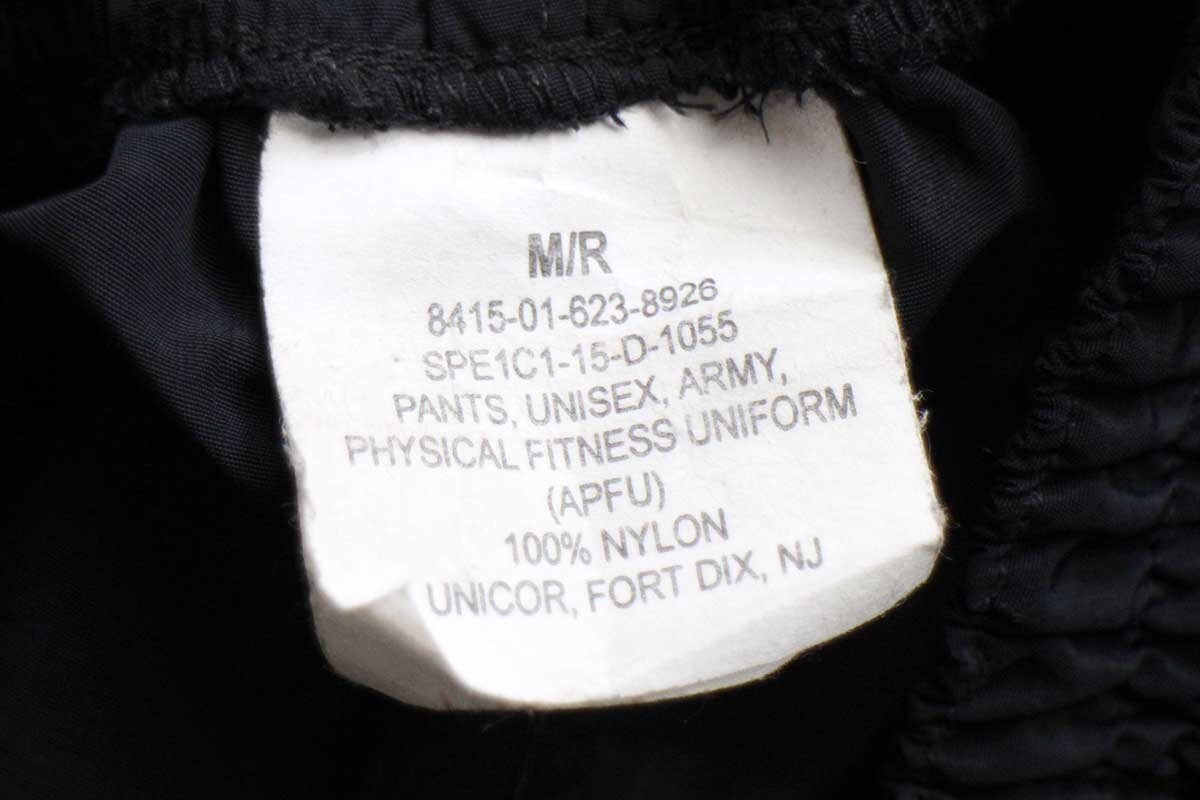 M/R
8415-01-623-8926
SPE1C1-15-D-1055
PANTS, UNISEX, ARMY,
PHYSICAL FITNESS UNIFORM
(APFU)
100% NYLON
UNICOR, FORT DIX, NJ